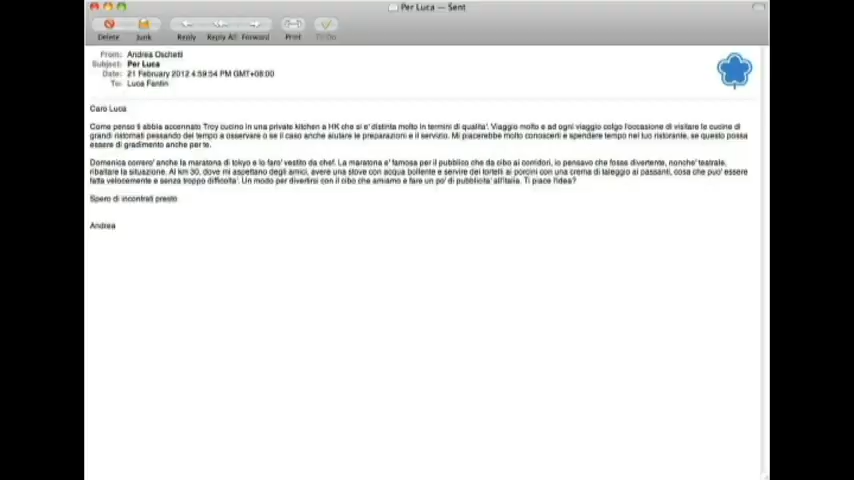 Per Luca — Sent
Delete Junk Reply Reply All Forward Print To Do
From: Andrea Oschetti
Subject: Per Luca
Date: 21 February 2012 4:59:54 PM GMT+08:00
To: Luca Fantin
Caro Luca
Come penso ti abbia accennato Troy cucino in una private kitchen a HK che si e' distinta molto in termini di qualita'. Viaggio molto e ad ogni viaggio colgo l'occasione di visitare le cucine di
grandi ristornati pessando del tempo a osservare o se il caso anche aiutare le preparazioni e il servizio. Mi piacerebbe molto conoscerti e spendere tempo nel tuo ristorante, se questo possa
essere di gradimento anche per te.
Domenica correro' anche la maratona di tokyo e lo faro' vestito da chef. La maratona e' famosa per il pubblico che da cibo ai corridori, io pensavo che fosse divertente, nonche' teatrale,
ribaltare la situazione. Al km 30, dove mi aspettano degli amici, avere una stove con acqua bollente e servire dei tortelli ai porcini con una crema di taleggio ai passanti, cosa che puo' essere
fatta velocemente e senza troppo difficolta'. Un modo per divertirsi con il cibo che amiamo e fare un po' di pubblicita' all'Italia. Ti piace l'idea?
Spero di incontrati presto
Andrea